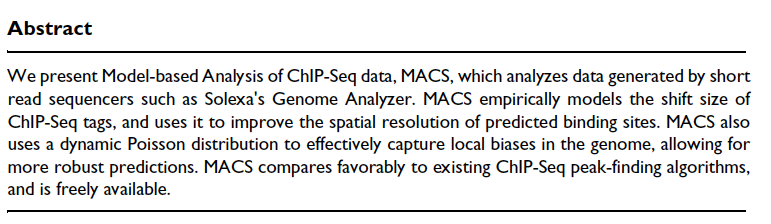 Abstract
We present Model-based Analysis of ChIP-Seq data, MACS, which analyzes data generated by short
read sequencers such as Solexa's Genome Analyzer. MACS empirically models the shift size of
ChIP-Seq tags, and uses it to improve the spatial resolution of predicted binding sites. MACS also
uses a dynamic Poisson distribution to effectively capture local biases in the genome, allowing for
more robust predictions. MACS compares favorably to existing ChIP-Seq peak-finding algorithms,
and is freely available.